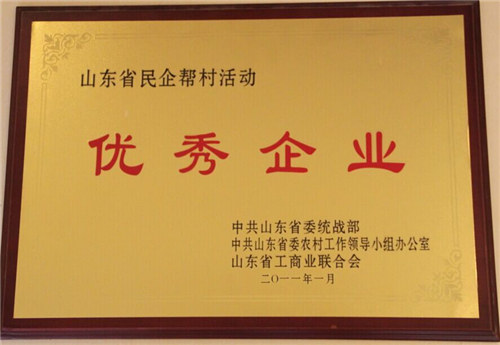 山东省民企帮村活动
优秀企业
中共山东省委统战部
中共山东省委农村工作领导小组办公室
山东省工商业联合会
二〇一一年一月